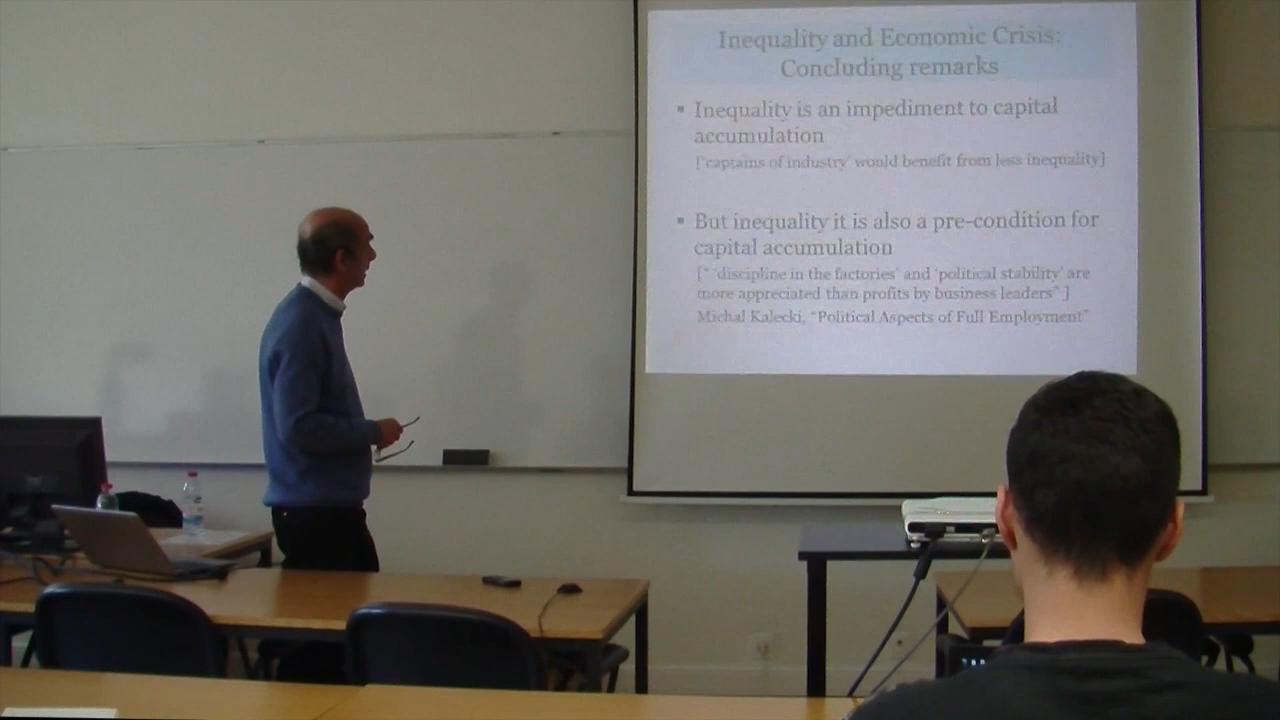 Inequality and Economic Crisis:
Concluding remarks
▪ Inequality is an impediment to capital
accumulation
['captains of industry' would benefit from less inequality]
▪ But inequality it is also a pre-condition for
capital accumulation
[" 'discipline in the factories' and 'political stability' are
more appreciated than profits by business leaders" ]
Michal Kalecki, "Political Aspects of Full Employment"